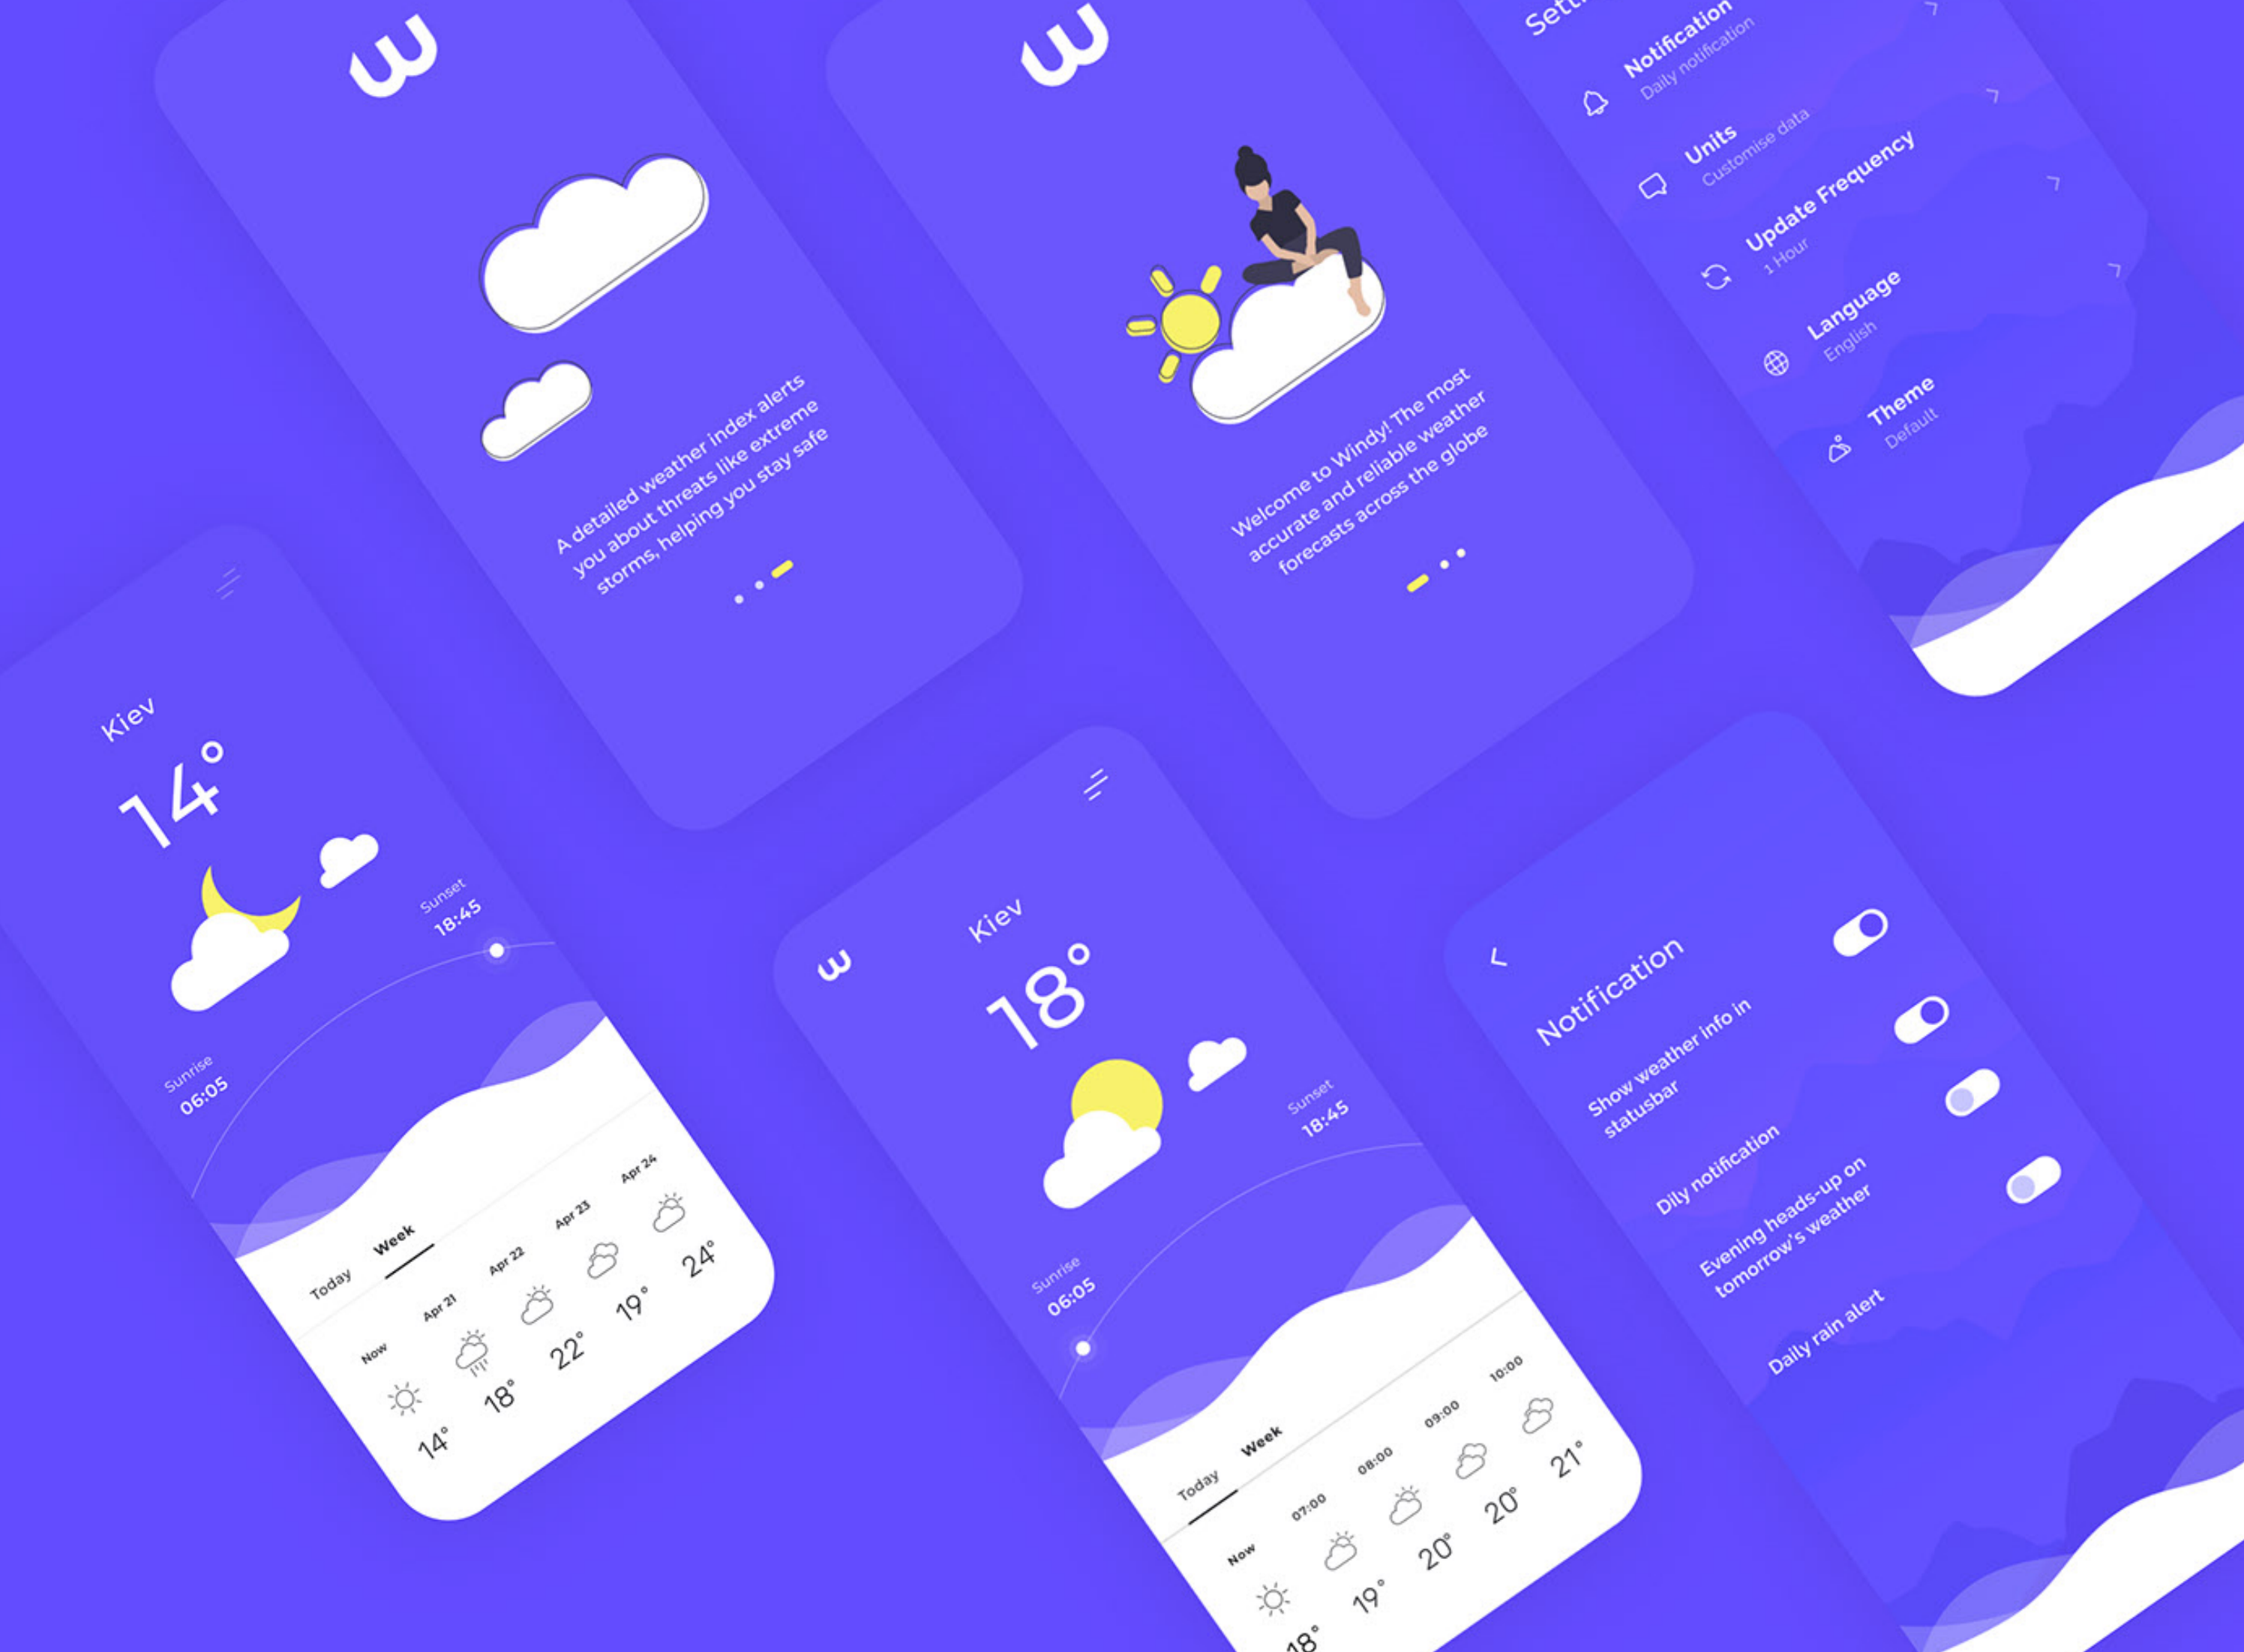 A detailed weather index alerts
you about threats like extreme
storms, helping you stay safe
Welcome to Windy! The most
accurate and reliable weather
forecasts across the globe
Notification
Daily notification
Units
Customise data
Update Frequency
1 Hour
Language
English
Theme
Default
Kiev
14°
Sunset
18:45
Sunrise
06:05
Today Week
Now Apr 21 Apr 22 Apr 23 Apr 24
14° 18° 22° 19° 24°
Kiev
18°
Sunset
18:45
Sunrise
06:05
Today Week
Now 07:00 08:00 09:00 10:00
18° 19° 20° 20° 21°
Notification
Show weather info in
statusbar
Dily notification
Evening heads-up on
tomorrow's weather
Daily rain alert